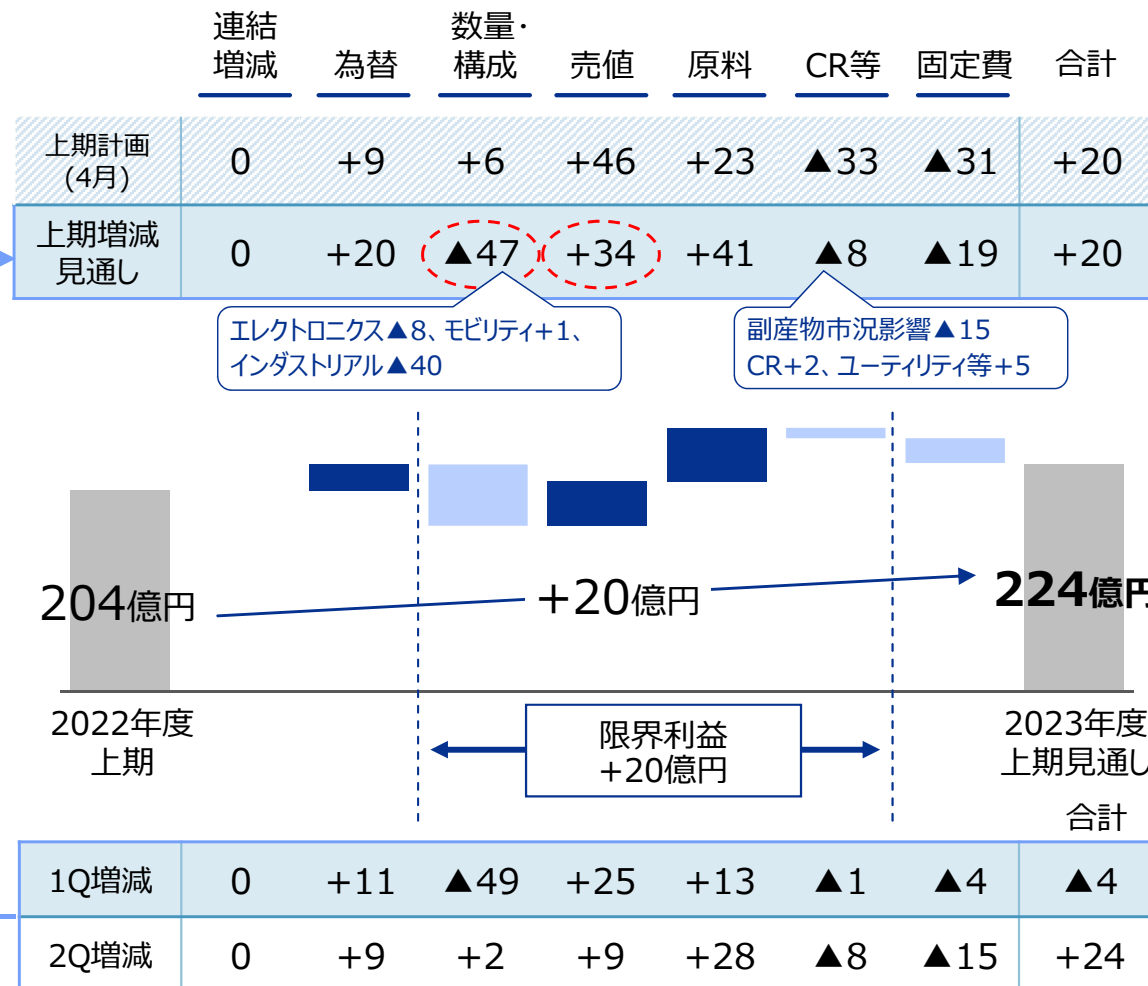 連結増減 為替 数量・構成 売値 原料 CR等 固定費 合計
上期計画(4月) 0 +9 +6 +46 +23 ▲33 ▲31 +20
上期増減見通し 0 +20 ▲47 +34 +41 ▲8 ▲19 +20
エレクトロニクス▲8、モビリティ+1、
インダストリアル▲40
副産物市況影響▲15
CR+2、ユーティリティ等+5
204億円
+20億円
224億円
2022年度
上期
限界利益
+20億円
2023年度
上期見通し
合計
1Q増減 0 +11 ▲49 +25 +13 ▲1 ▲4 ▲4
2Q増減 0 +9 +2 +9 +28 ▲8 ▲15 +24